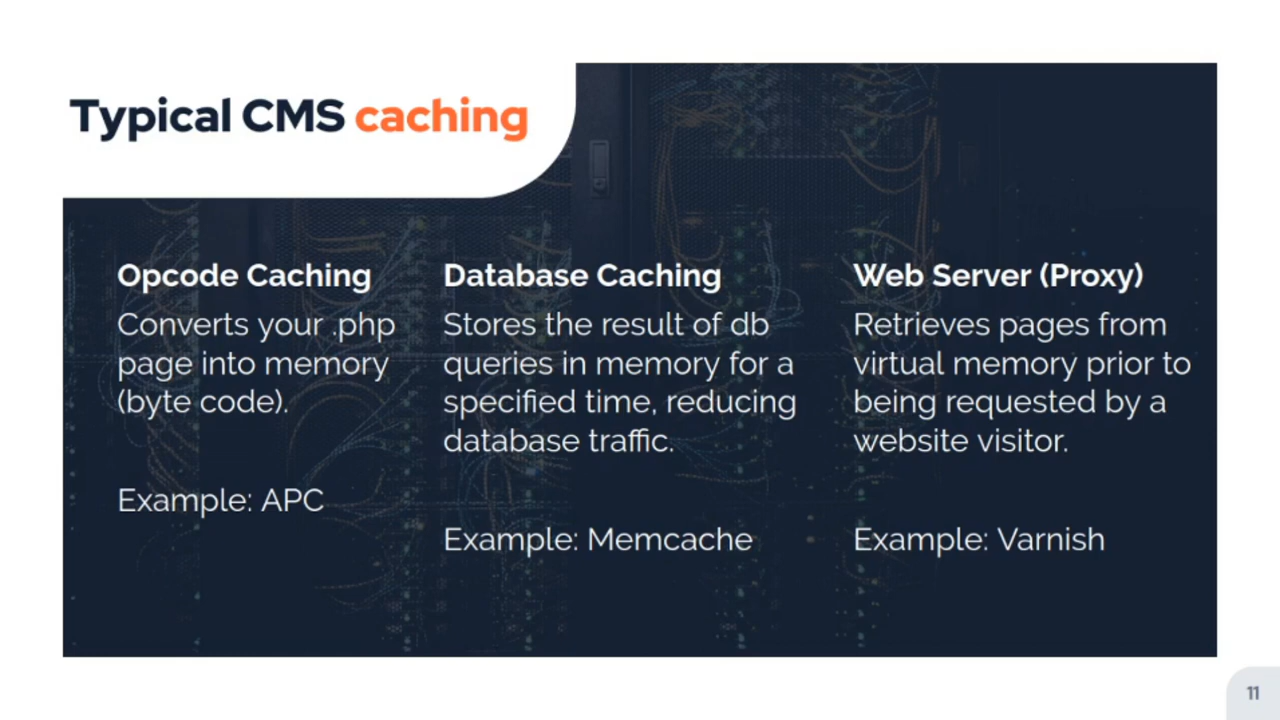 Typical CMS caching
Opcode Caching
Converts your .php
page into memory
(byte code).
Example: APC
Database Caching
Stores the result of db
queries in memory for a
specified time, reducing
database traffic.
Example: Memcache
Web Server (Proxy)
Retrieves pages from
virtual memory prior to
being requested by a
website visitor.
Example: Varnish
11